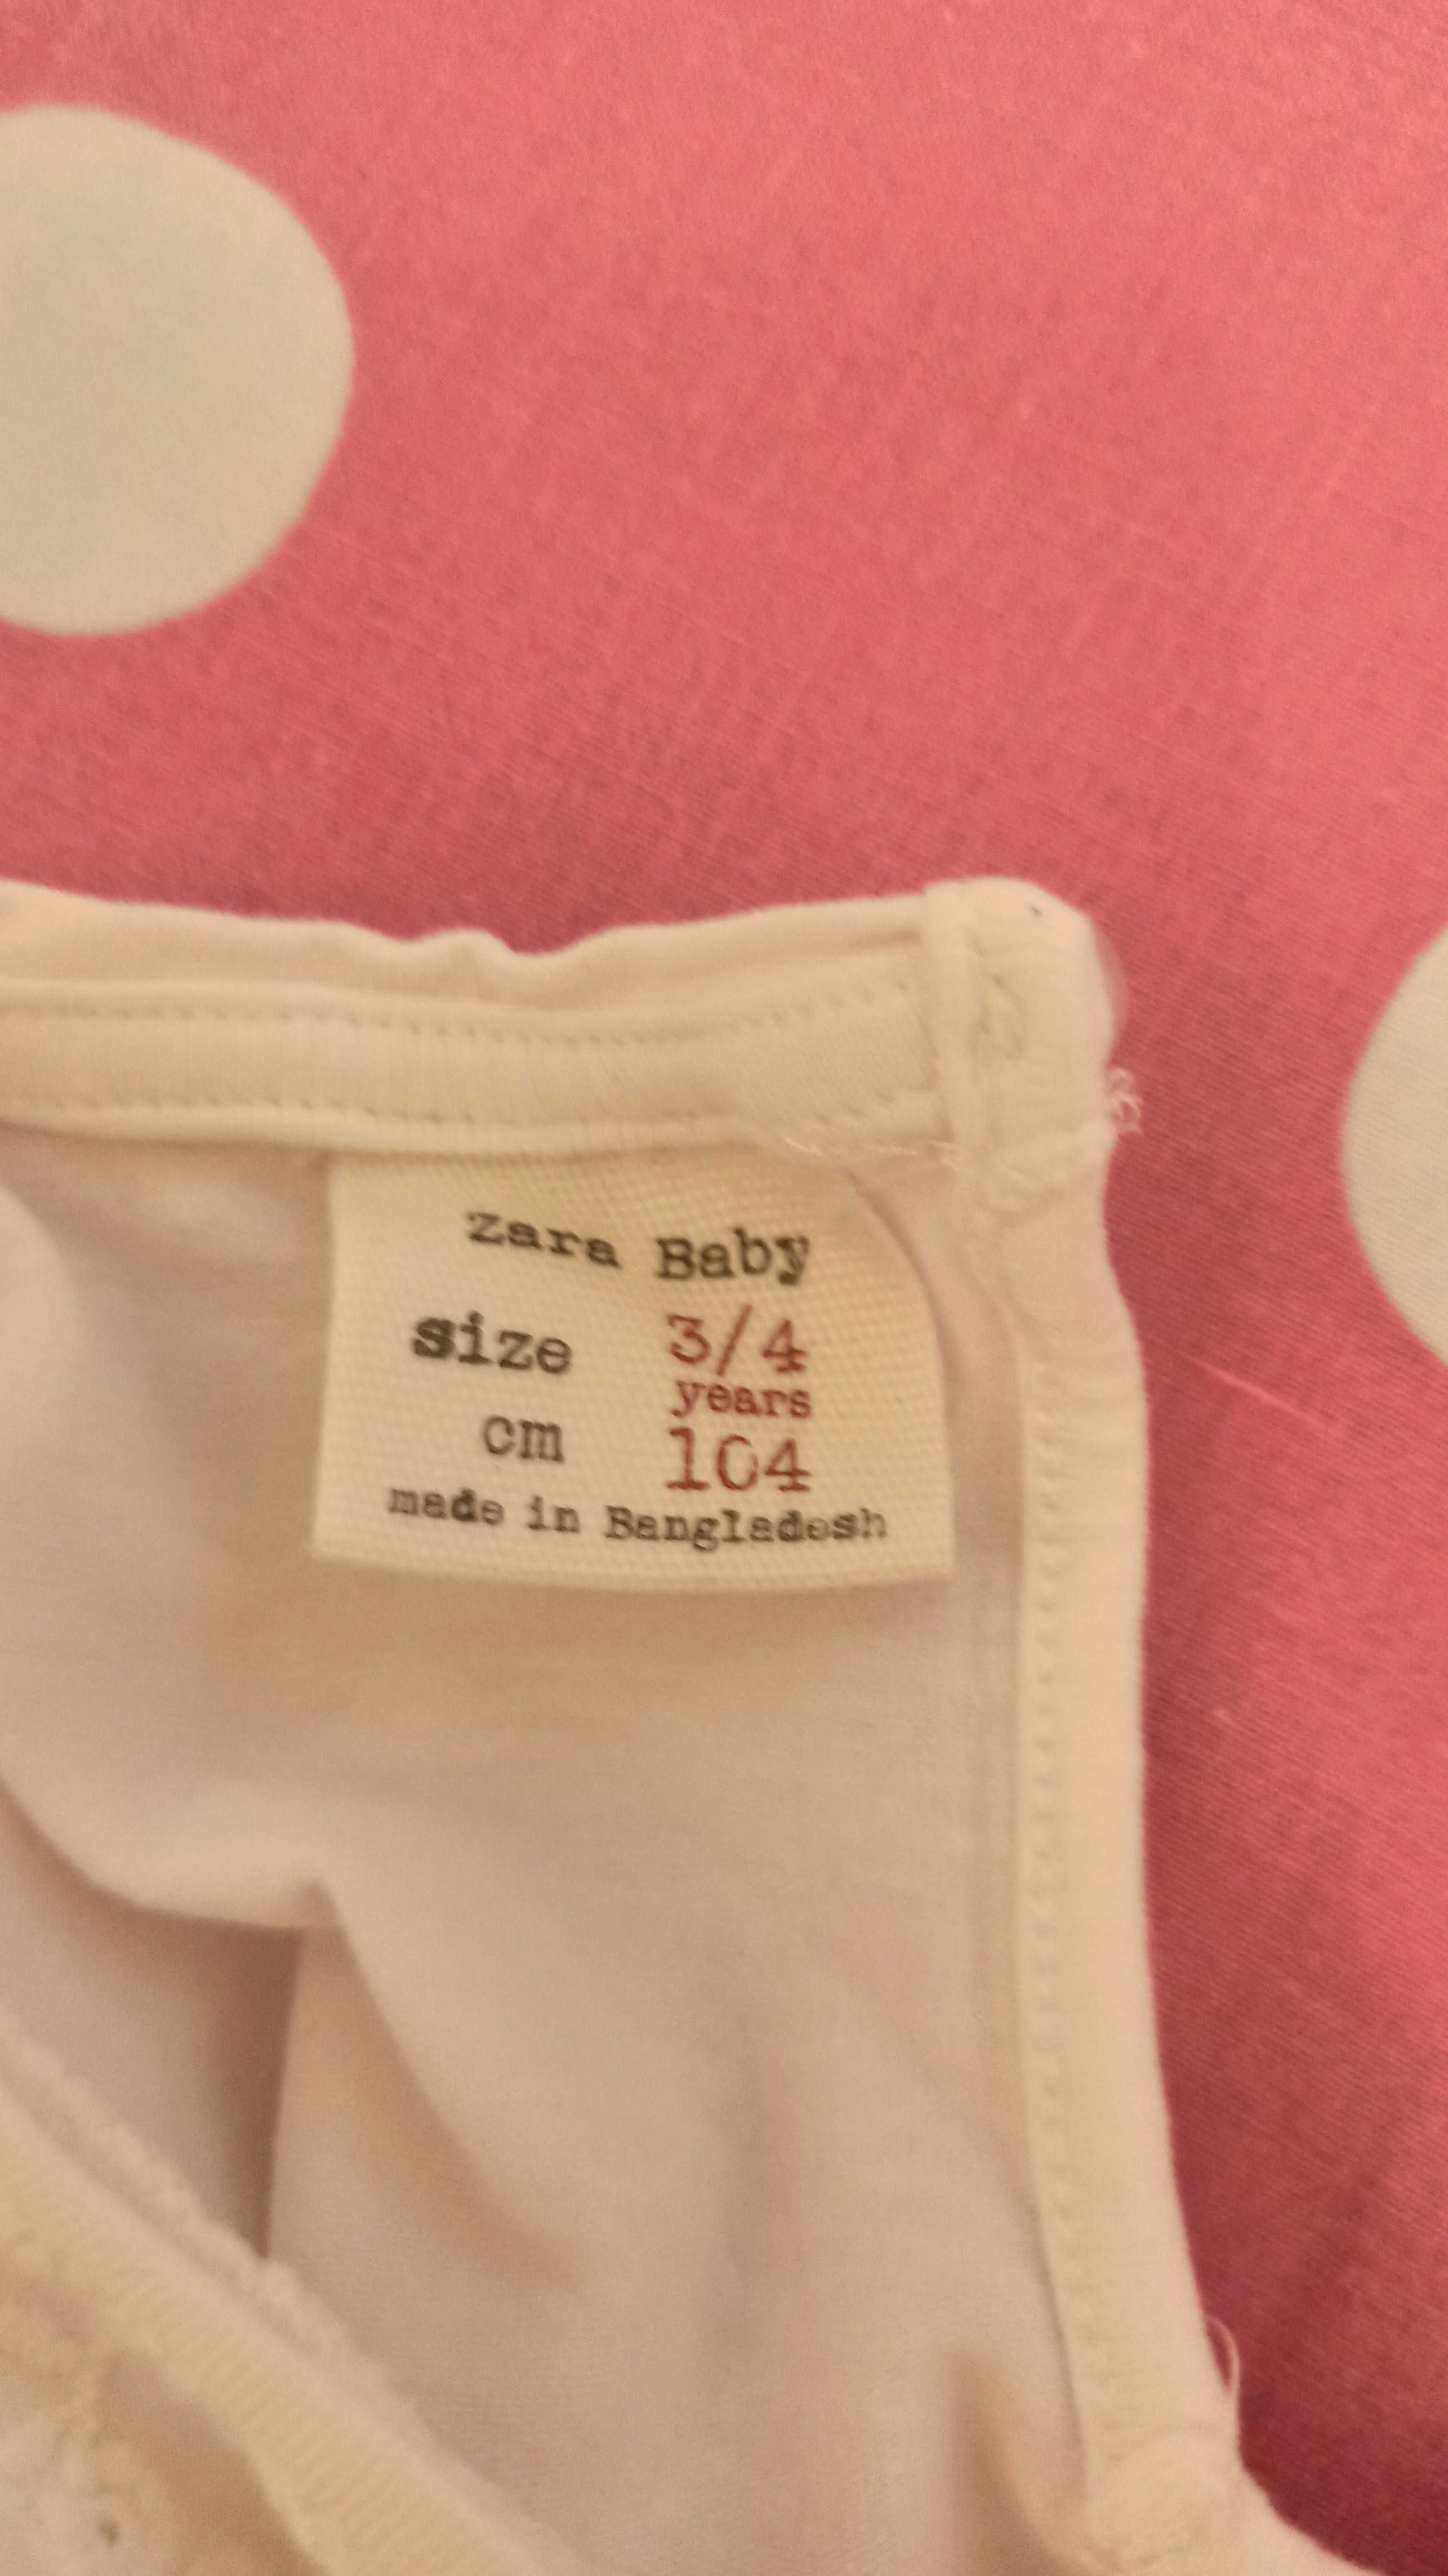 zara Baby
size 3/4
years
cm 104
made in Bangladesh